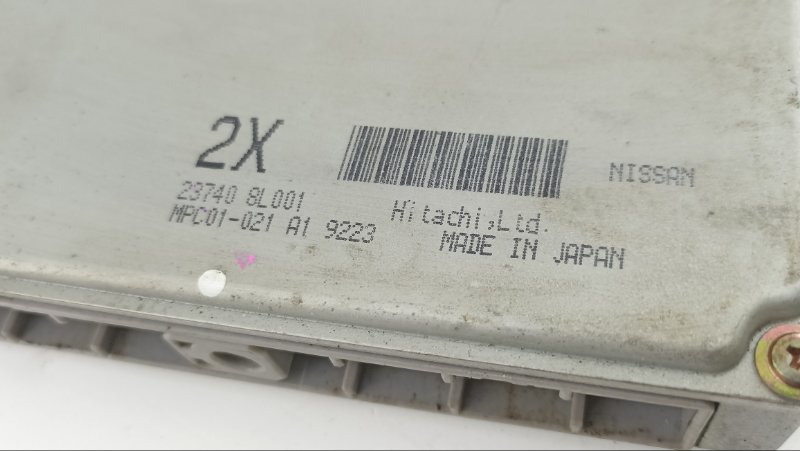 2X
NISSAN
23740 8L001
Hitachi,Ltd.
MPC01-021 A1 9223
MADE IN JAPAN